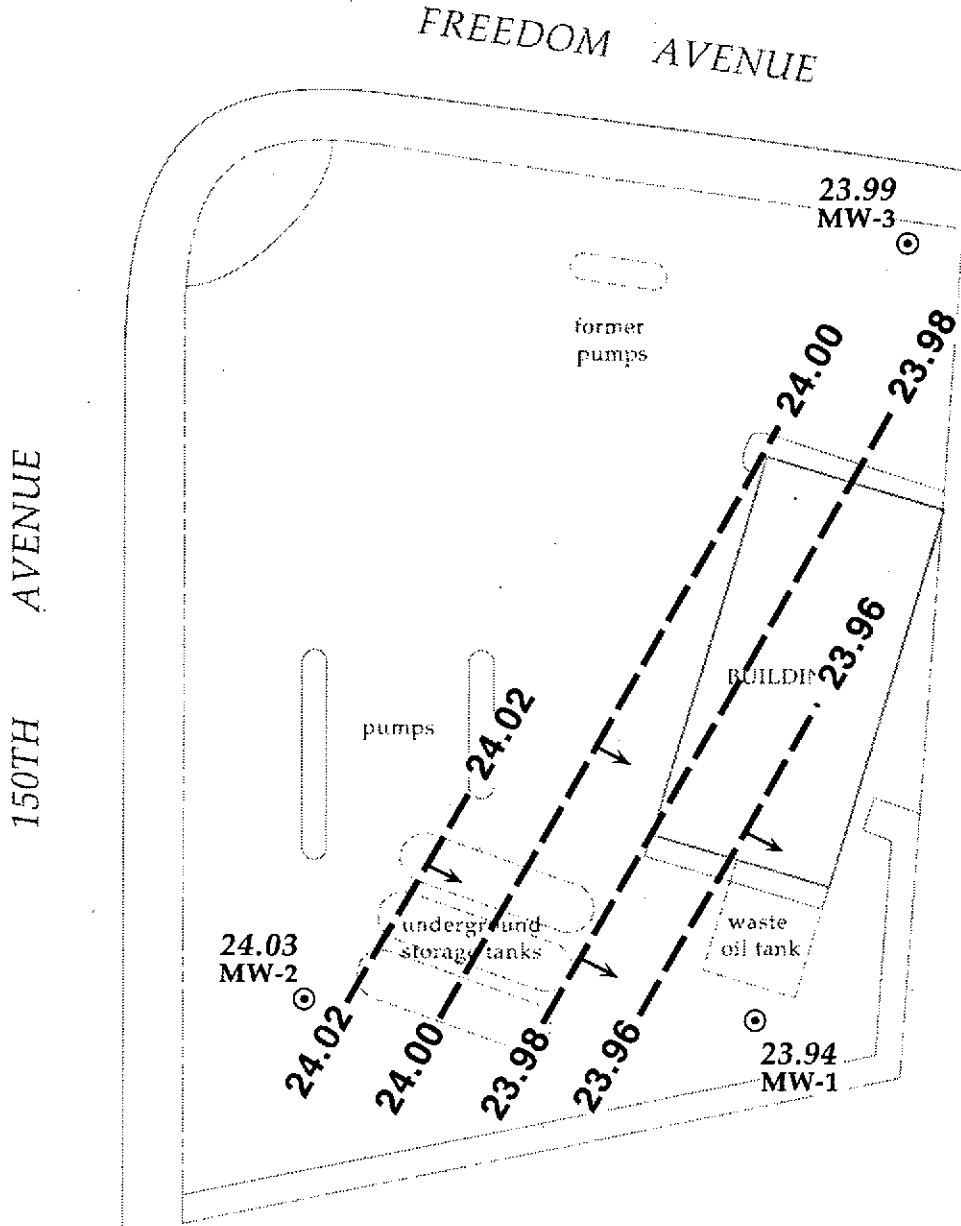 FREEDOM AVENUE
150TH AVENUE
23.99
MW-3
former
pumps
24.00
23.98
23.96
BUILDIN
24.02
pumps
underground
storage tanks
waste
oil tank
24.03
MW-2
24.02
24.00
23.98
23.96
23.94
MW-1